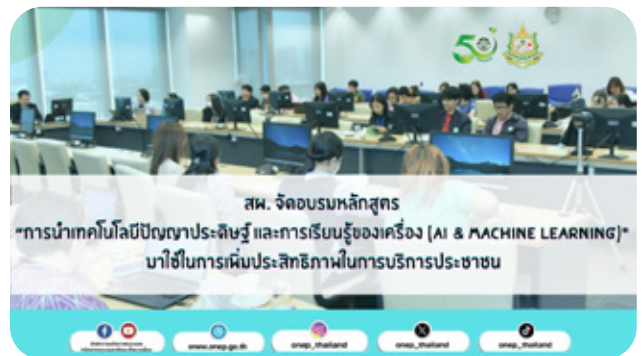 50
สผ. จัดอบรมหลักสูตร
"การนำเทคโนโลยีปัญญาประดิษฐ์ และการเรียนรู้ของเครื่อง (AI & MACHINE LEARNING)"
มาใช้ในการเพิ่มประสิทธิภาพในการบริการประชาชน
www.onep.go.th
onep_thailand
onep_thailand
onep_thailand